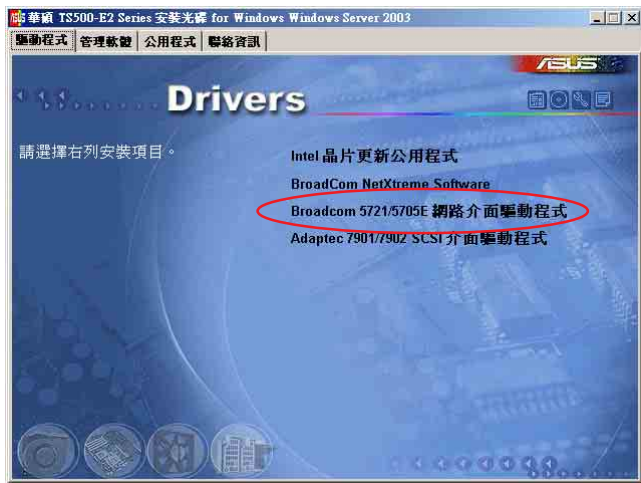 華碩 TS500-E2 Series 安裝光碟 for Windows Windows Server 2003
驅動程式 管理軟體 公用程式 聯絡資訊
ASUS
Drivers
請選擇右列安裝項目。
Intel 晶片更新公用程式
BroadCom NetXtreme Software
Broadcom 5721/5705E 網路介面驅動程式
Adaptec 7901/7902 SCSI 介面驅動程式